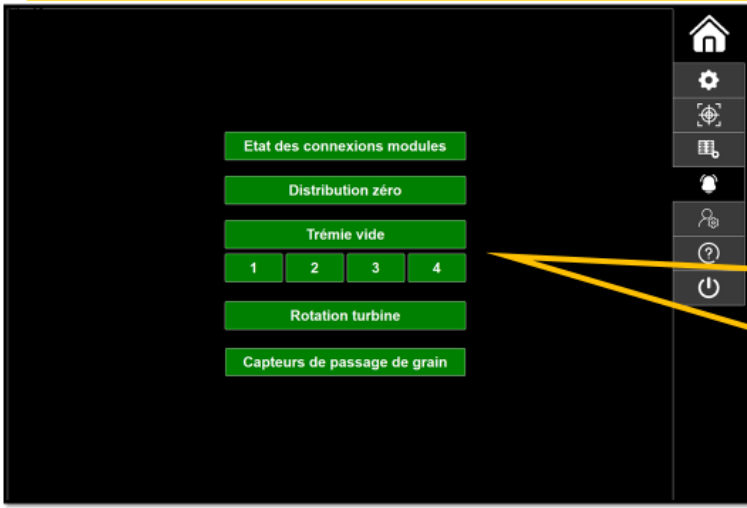 Etat des connexions modules
Distribution zéro
Trémie vide
1 2 3 4
Rotation turbine
Capteurs de passage de grain